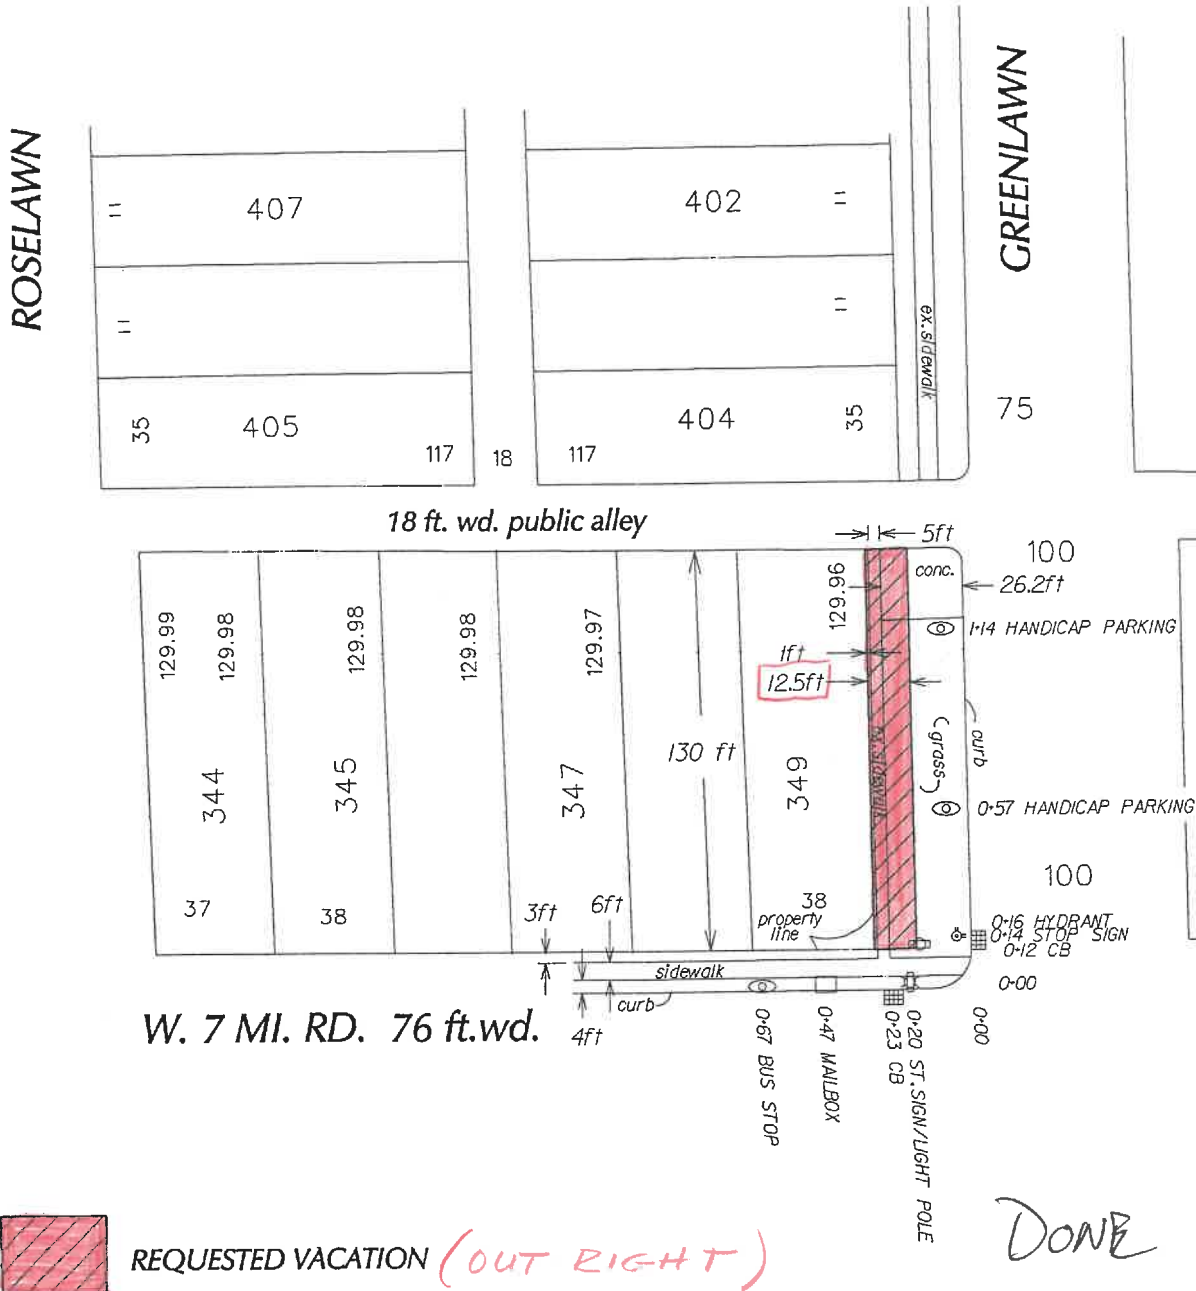 ROSELAWN
GREENLAWN
407
402
405
404
35
35
117
18
117
ex.sidewalk
75
18 ft. wd. public alley
5ft
100
conc.
26.2ft
129.99
129.98
129.98
129.98
129.97
129.96
1+14 HANDICAP PARKING
1ft
12.5ft
130 ft
(grass)
curb
ex.sidewalk
344
345
347
349
0+57 HANDICAP PARKING
100
37
38
38
3ft
6ft
property
line
0+16 HYDRANT
0+14 STOP SIGN
0+12 CB
sidewalk
0+00
curb
4ft
W. 7 MI. RD. 76 ft.wd.
0+67 BUS STOP
0+47 MAILBOX
0+23 CB
0+20 ST.SIGN/LIGHT POLE
0+00
DONE
REQUESTED VACATION (OUT RIGHT)